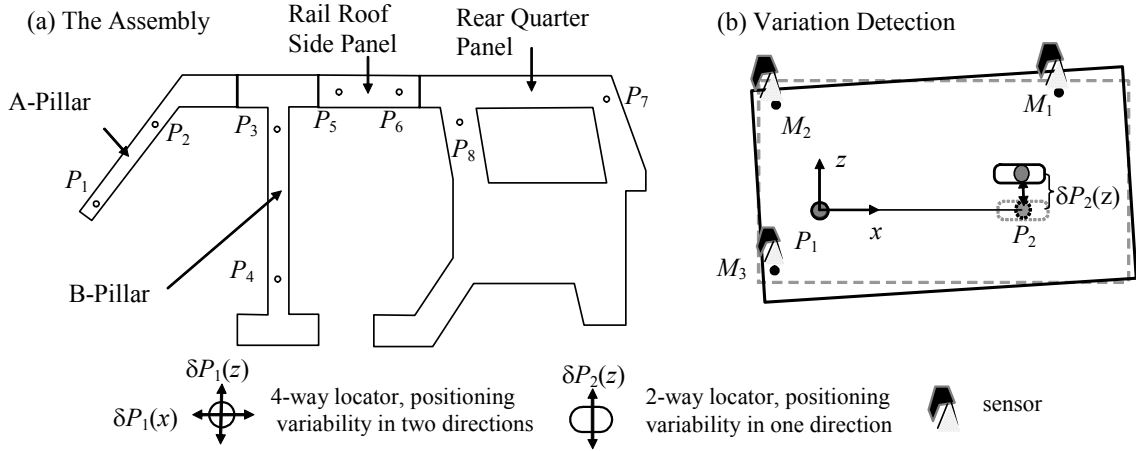 (a) The Assembly
Rail Roof
Side Panel
Rear Quarter
Panel
A-Pillar
P1
P2
P3
P4
P5
P6
P7
P8
B-Pillar
(b) Variation Detection
M1
M2
M3
z
x
P1
P2
δP2(z)
δP1(z)
δP1(x)
4-way locator, positioning
variability in two directions
δP2(z)
2-way locator, positioning
variability in one direction
sensor